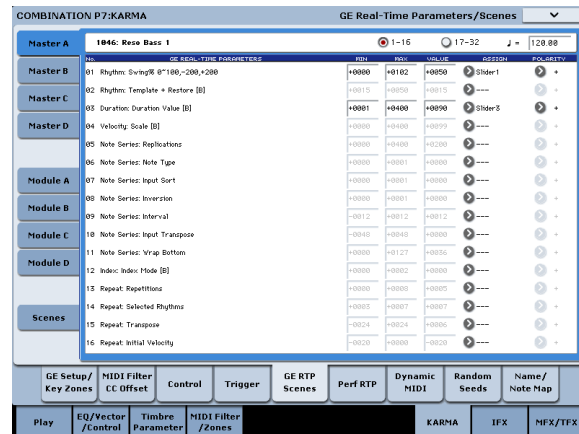 COMBINATION P7:KARMA GE Real-Time Parameters/Scenes
Master A 1046: Reso Bass 1 1-16 17-32 ♩ = 120.00
No. GE REAL-TIME PARAMETERS MIN MAX VALUE ASSIGN POLARITY
01 Rhythm: Swing% 0~100,-200,+200 +0000 +0102 +0050 Slider1 +
Master B
02 Rhythm: Template + Restore [B] +0015 +0050 +0015 --- +
03 Duration: Duration Value [B] +0001 +0400 +0090 Slider3 +
Master C
04 Velocity: Scale [B] +0000 +0400 +0099 --- +
Master D
05 Note Series: Replications +0000 +0400 +0200 --- +
06 Note Series: Note Type +0000 +0001 +0000 --- +
07 Note Series: Input Sort +0000 +0001 +0001 --- +
Module A
08 Note Series: Inversion +0000 +0001 +0000 --- +
Module B
09 Note Series: Interval -0012 +0012 +0012 --- +
10 Note Series: Input Transpose -0048 +0048 +0000 --- +
Module C
11 Note Series: Wrap Bottom +0000 +0127 +0036 --- +
Module D
12 Index: Index Mode [B] +0000 +0002 +0000 --- +
13 Repeat: Repetitions +0000 +0000 +0005 --- +
14 Repeat: Selected Rhythms +0003 +0007 +0007 --- +
Scenes
15 Repeat: Transpose -0024 +0024 +0006 --- +
16 Repeat: Initial Velocity -0020 +0000 -0020 --- +
GE Setup/ Key Zones MIDI Filter CC Offset Control Trigger GE RTP Scenes Perf RTP Dynamic MIDI Random Seeds Name/ Note Map
Play EQ/Vector /Control Timbre Parameter MIDI Filter /Zones KARMA IFX MFX/TFX